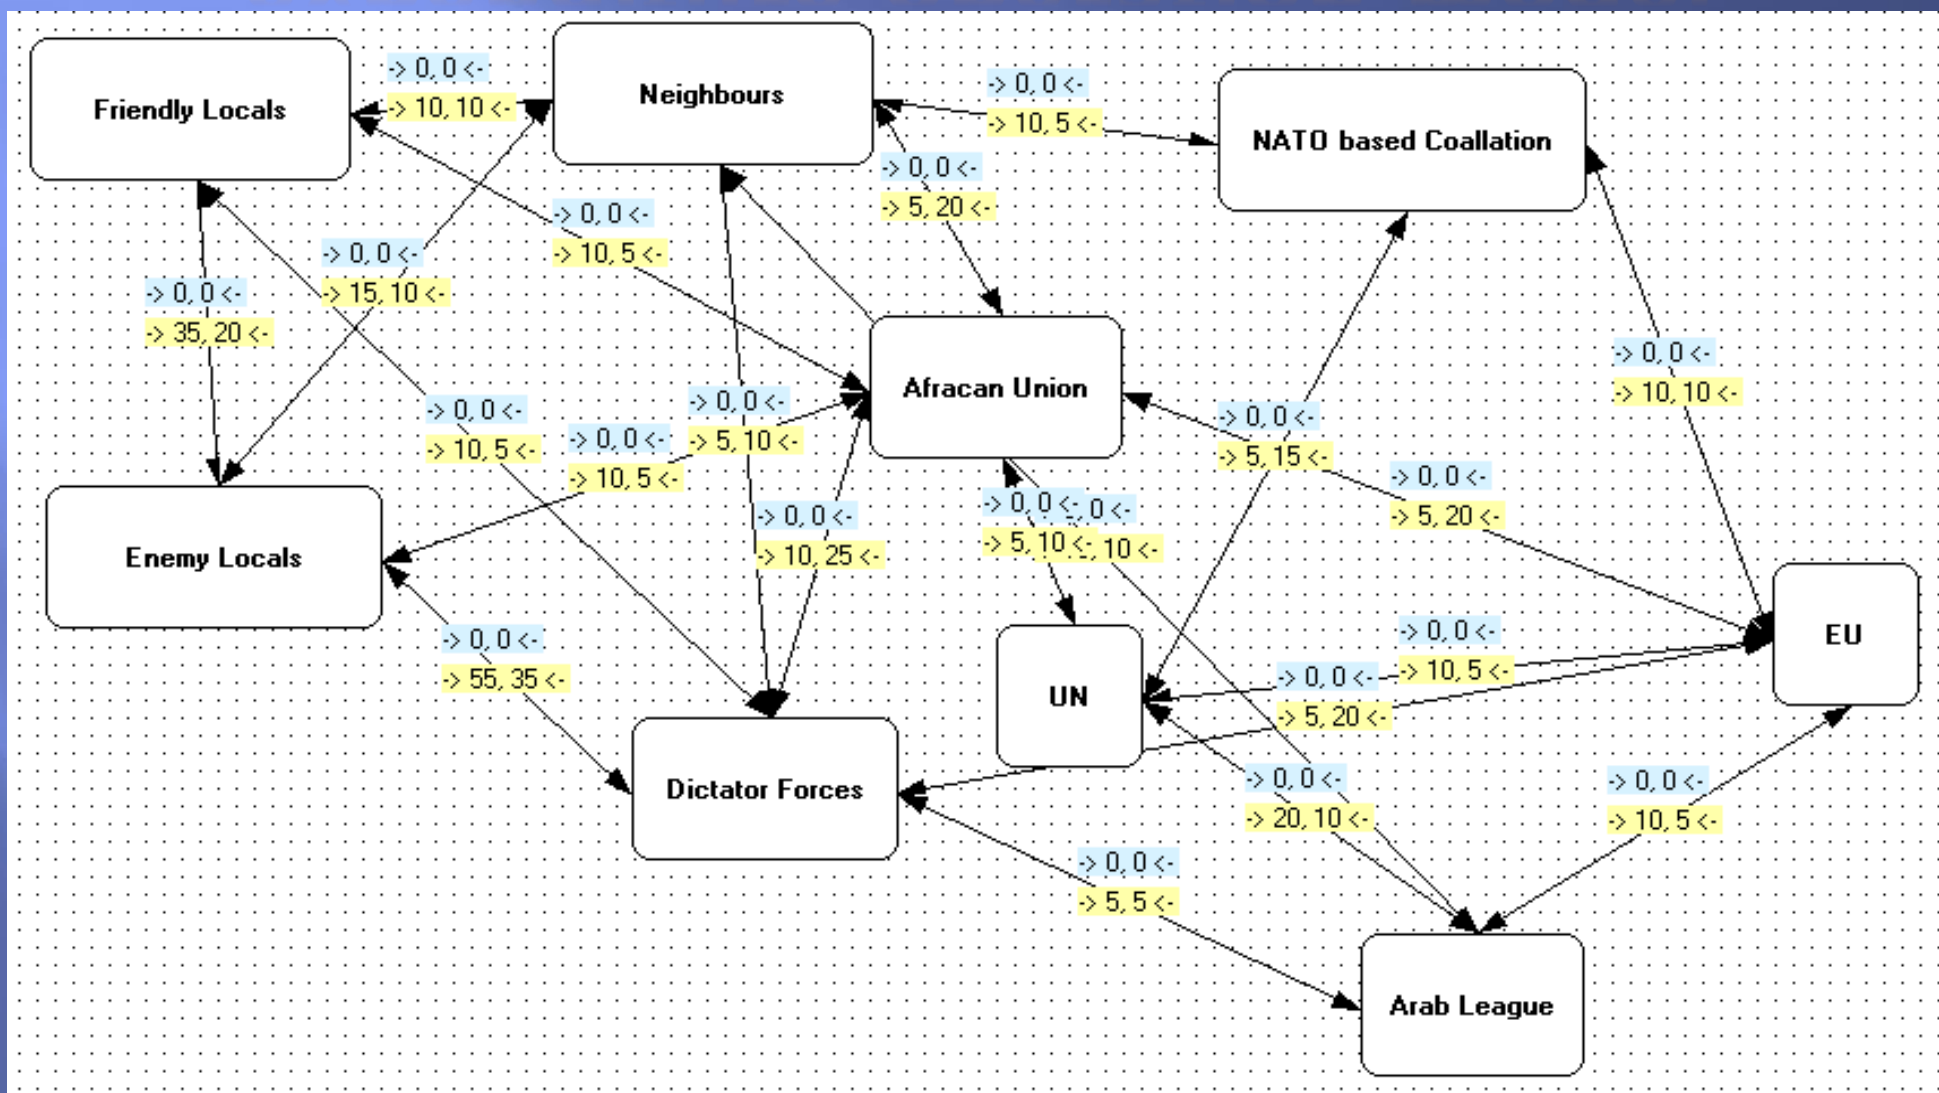 Friendly Locals
-> 0, 0 <-
-> 10, 10 <-
Neighbours
-> 0, 0 <-
-> 10, 5 <-
NATO based Coallation
-> 0, 0 <-
-> 5, 20 <-
-> 0, 0 <-
-> 10, 5 <-
-> 0, 0 <-
-> 15, 10 <-
-> 0, 0 <-
-> 35, 20 <-
Afracan Union
-> 0, 0 <-
-> 10, 10 <-
-> 0, 0 <-
-> 10, 5 <-
-> 0, 0 <-
-> 5, 10 <-
-> 0, 0 <-
-> 10, 5 <-
-> 0, 0 <-
-> 5, 15 <-
-> 0, 0 <-
-> 5, 20 <-
-> 0, 0 <-
-> 10, 25 <-
-> 0, 0 <-
-> 5, 10 <-
0 <-
10 <-
Enemy Locals
-> 0, 0 <-
-> 55, 35 <-
UN
-> 0, 0 <-
-> 10, 5 <-
-> 0, 0 <-
-> 5, 20 <-
EU
Dictator Forces
-> 0, 0 <-
-> 20, 10 <-
-> 0, 0 <-
-> 10, 5 <-
-> 0, 0 <-
-> 5, 5 <-
Arab League